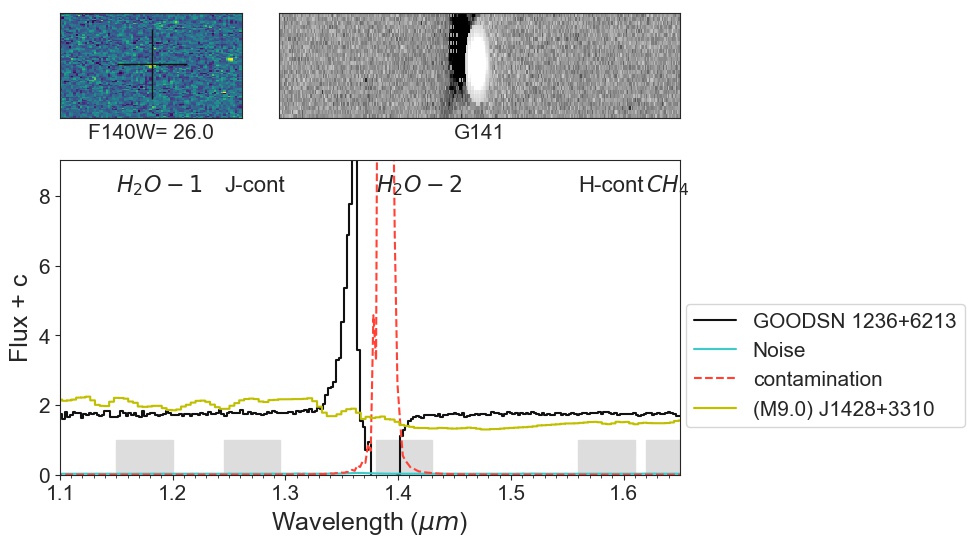 F140W= 26.0
G141
H₂O − 1 J-cont H₂O − 2 H-cont CH₄
Flux + c
8
6
4
2
0
1.1 1.2 1.3 1.4 1.5 1.6
Wavelength (μm)
GOODSN 1236+6213
Noise
contamination
(M9.0) J1428+3310